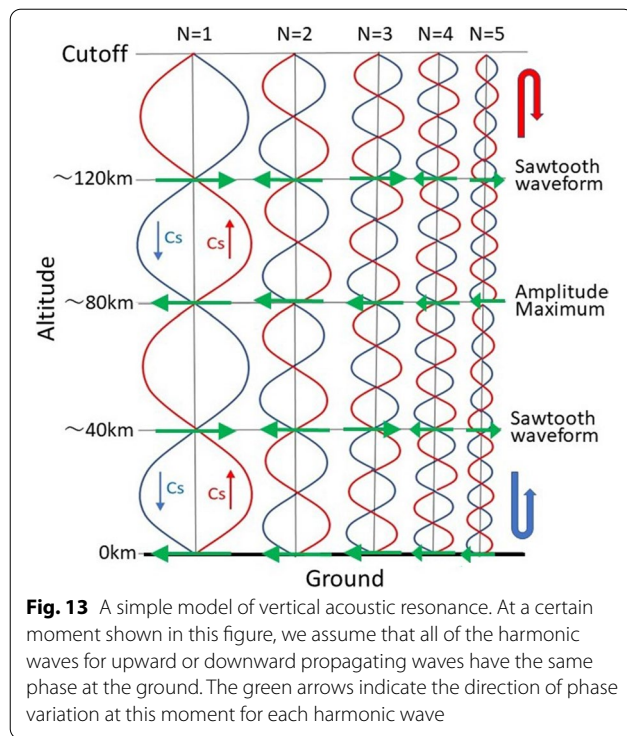 N=1 N=2 N=3 N=4 N=5
Cutoff
Sawtooth
waveform
~120km
Cs Cs
Altitude
Amplitude
Maximum
~80km
Sawtooth
waveform
~40km
Cs Cs
0km
Ground
Fig. 13 A simple model of vertical acoustic resonance. At a certain
moment shown in this figure, we assume that all of the harmonic
waves for upward or downward propagating waves have the same
phase at the ground. The green arrows indicate the direction of phase
variation at this moment for each harmonic wave